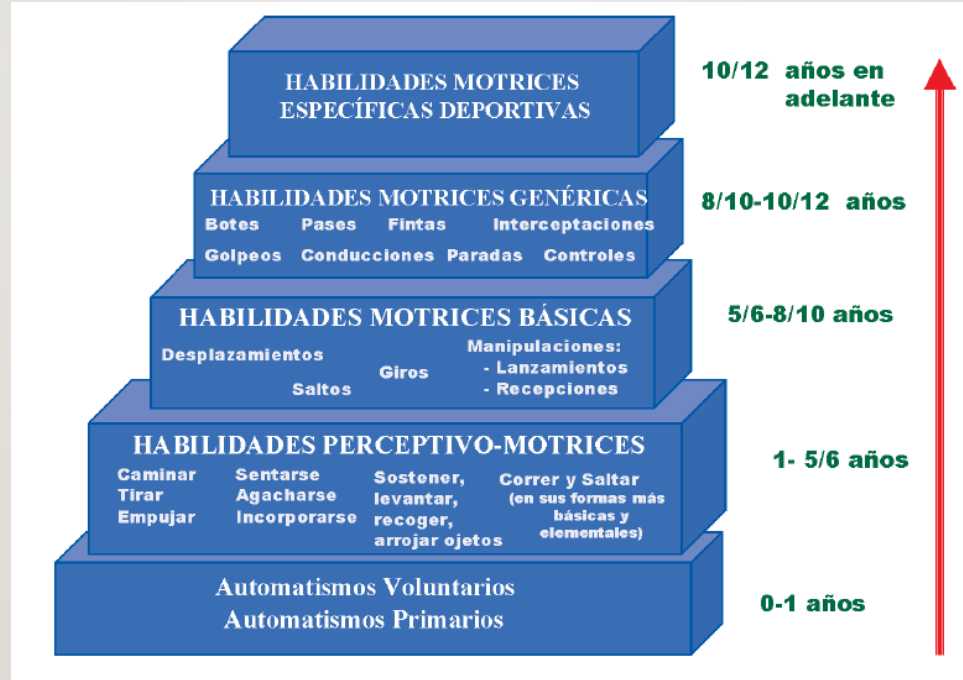 HABILIDADES MOTRICES
ESPECÍFICAS DEPORTIVAS
10/12 años en
adelante
HABILIDADES MOTRICES GENÉRICAS
Botes Pases Fintas Interceptaciones
Golpeos Conducciones Paradas Controles
8/10-10/12 años
HABILIDADES MOTRICES BÁSICAS
Desplazamientos
Saltos
Giros
Manipulaciones:
- Lanzamientos
- Recepciones
5/6-8/10 años
HABILIDADES PERCEPTIVO-MOTRICES
Caminar
Tirar
Empujar
Sentarse
Agacharse
Incorporarse
Sostener,
levantar,
recoger,
arrojar ojetos
Correr y Saltar
(en sus formas más
básicas y
elementales)
1- 5/6 años
Automatismos Voluntarios
Automatismos Primarios
0-1 años